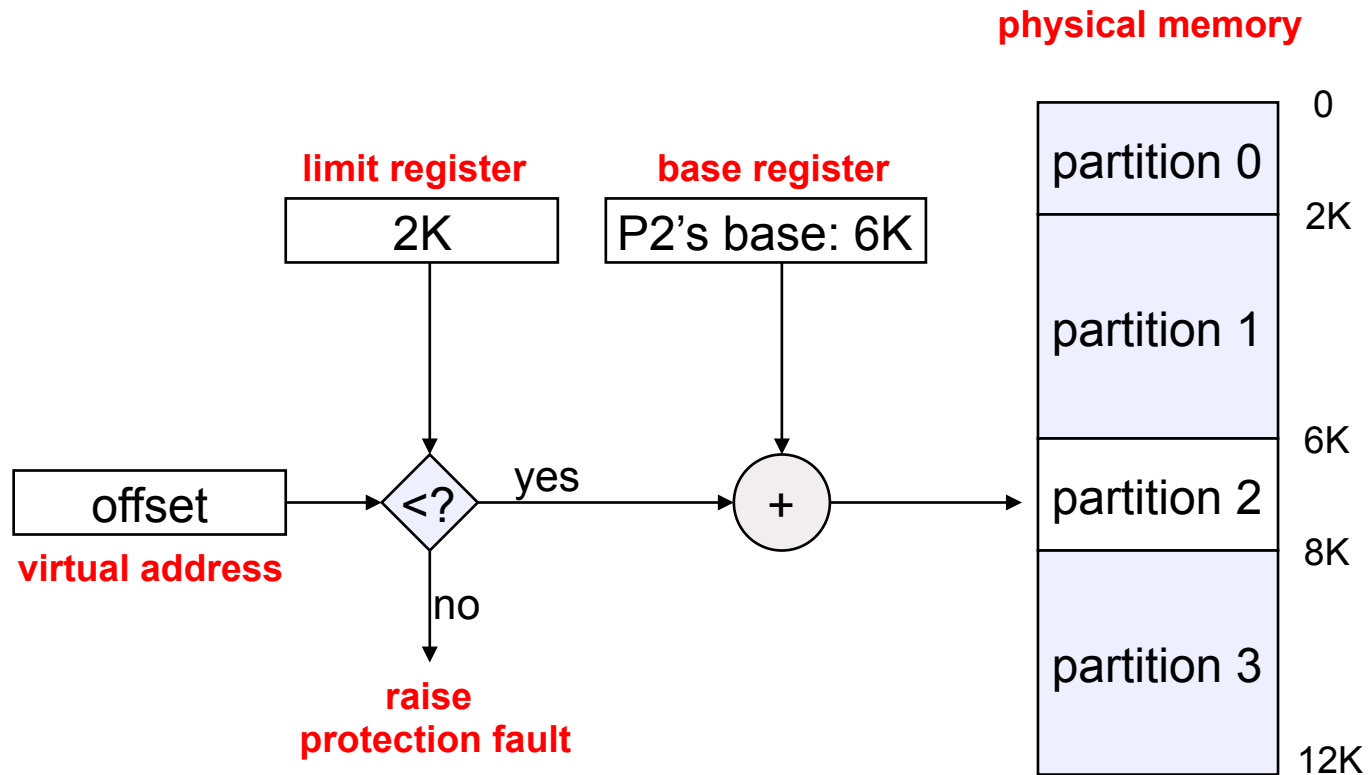 physical memory
0
limit register
base register
partition 0
2K
P2’s base: 6K
2K
partition 1
6K
offset
<?
yes
+
partition 2
virtual address
8K
no
partition 3
raise
protection fault
12K